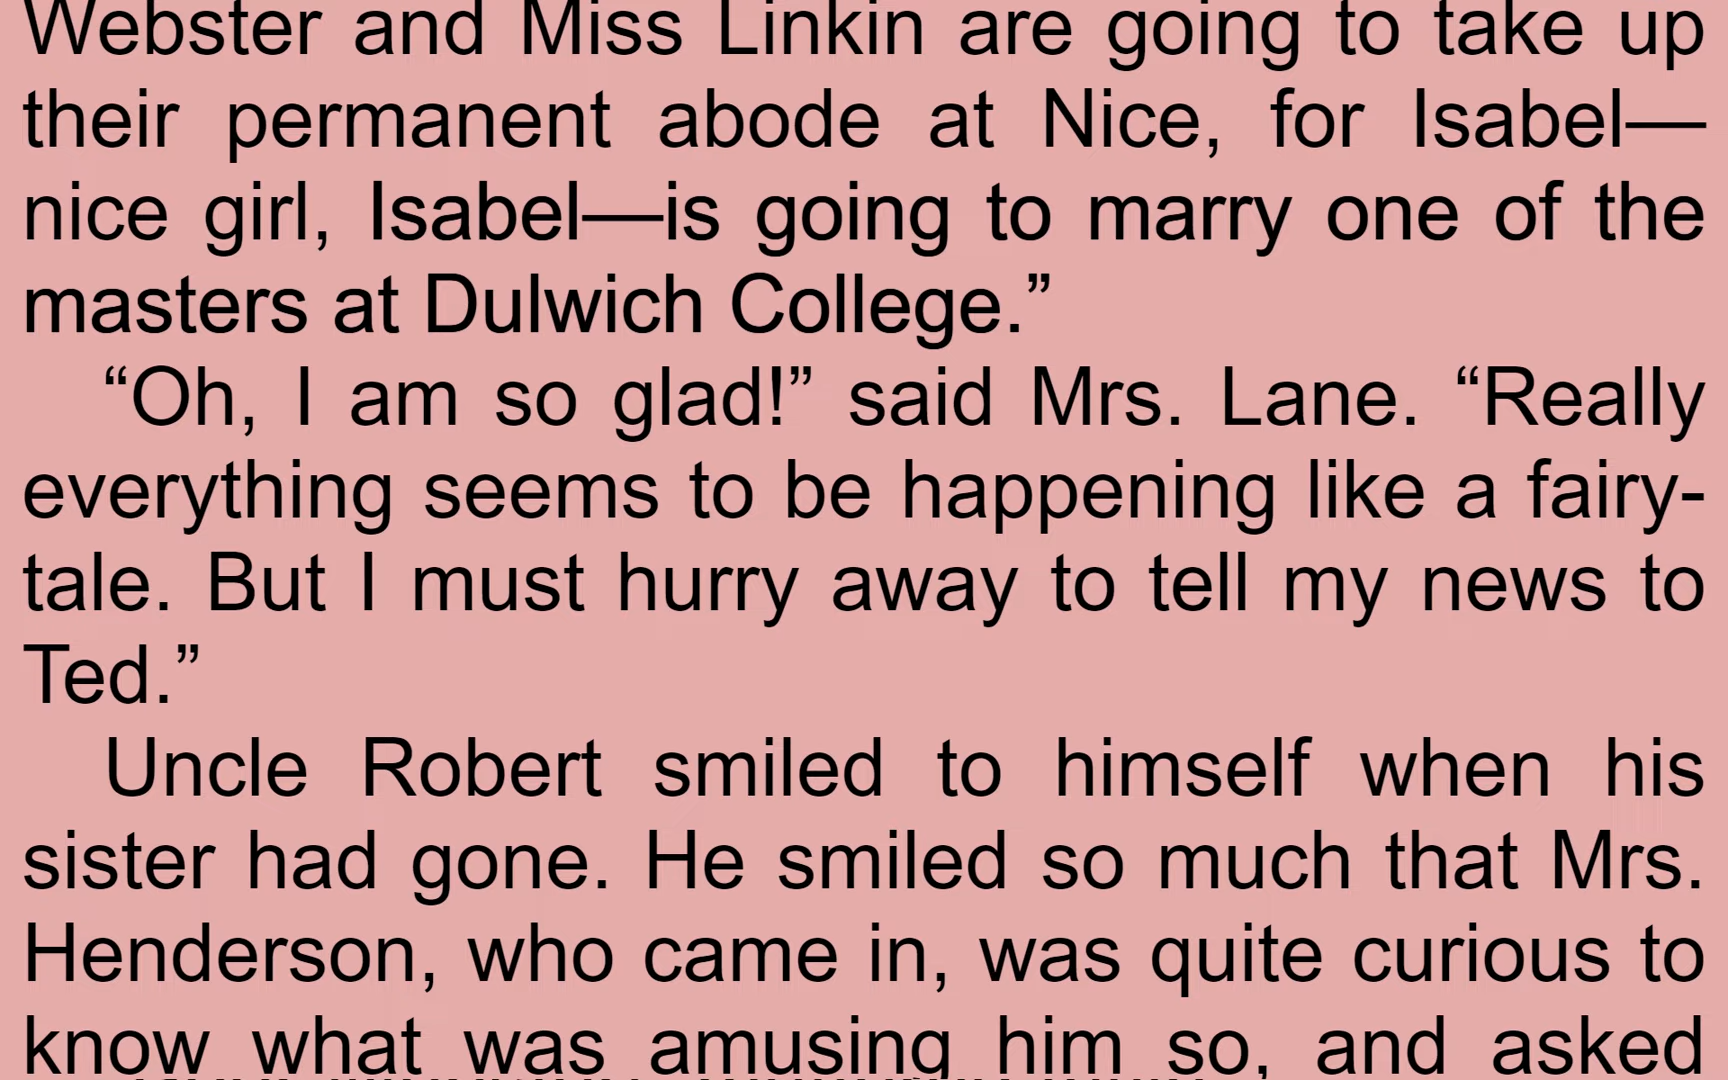 Webster and Miss Linkin are going to take up
their permanent abode at Nice, for Isabel—
nice girl, Isabel—is going to marry one of the
masters at Dulwich College.”
“Oh, I am so glad!” said Mrs. Lane. “Really
everything seems to be happening like a fairy-
tale. But I must hurry away to tell my news to
Ted.”
Uncle Robert smiled to himself when his
sister had gone. He smiled so much that Mrs.
Henderson, who came in, was quite curious to
know what was amusing him so, and asked